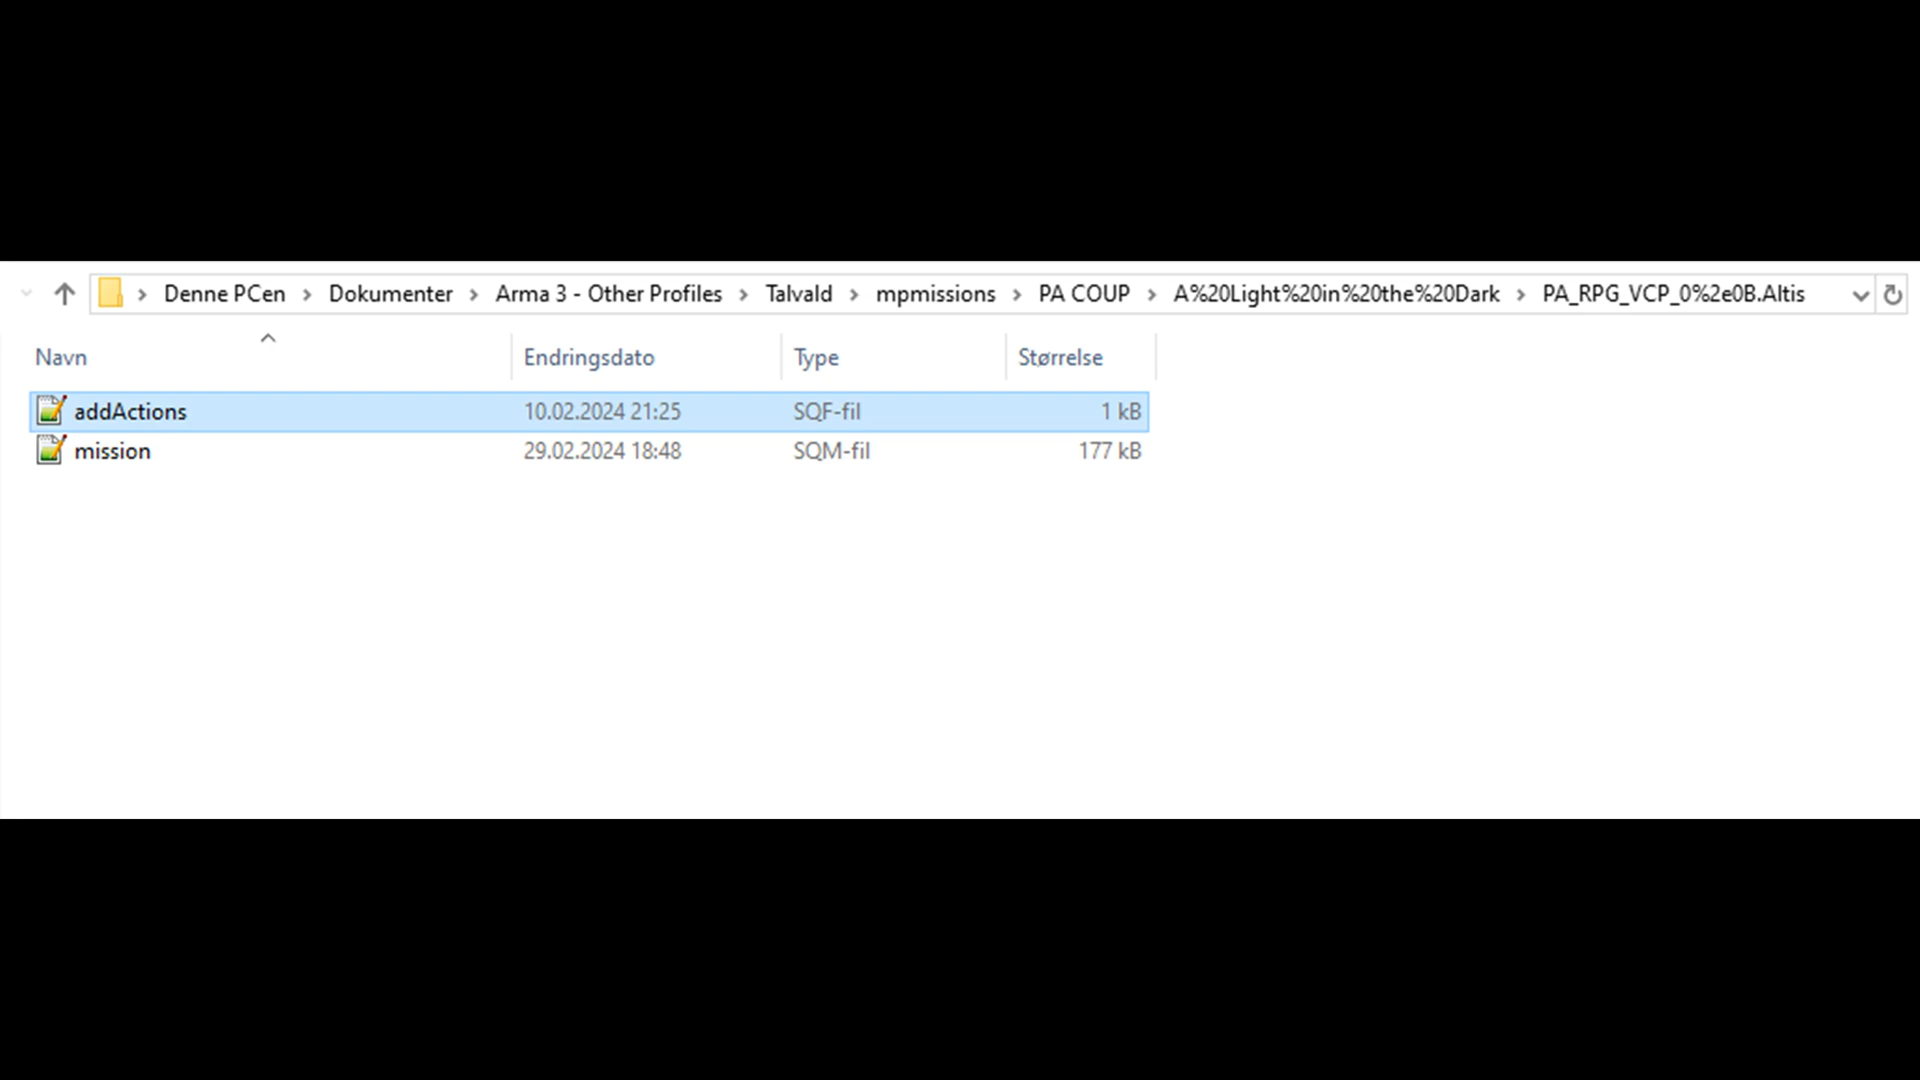 Denne PCen > Dokumenter > Arma 3 - Other Profiles > Talvald > mpmissions > PA COUP > A%20Light%20in%20the%20Dark > PA_RPG_VCP_0%2e0B.Altis
Navn Endringsdato Type Størrelse
addActions 10.02.2024 21:25 SQF-fil 1 kB
mission 29.02.2024 18:48 SQM-fil 177 kB